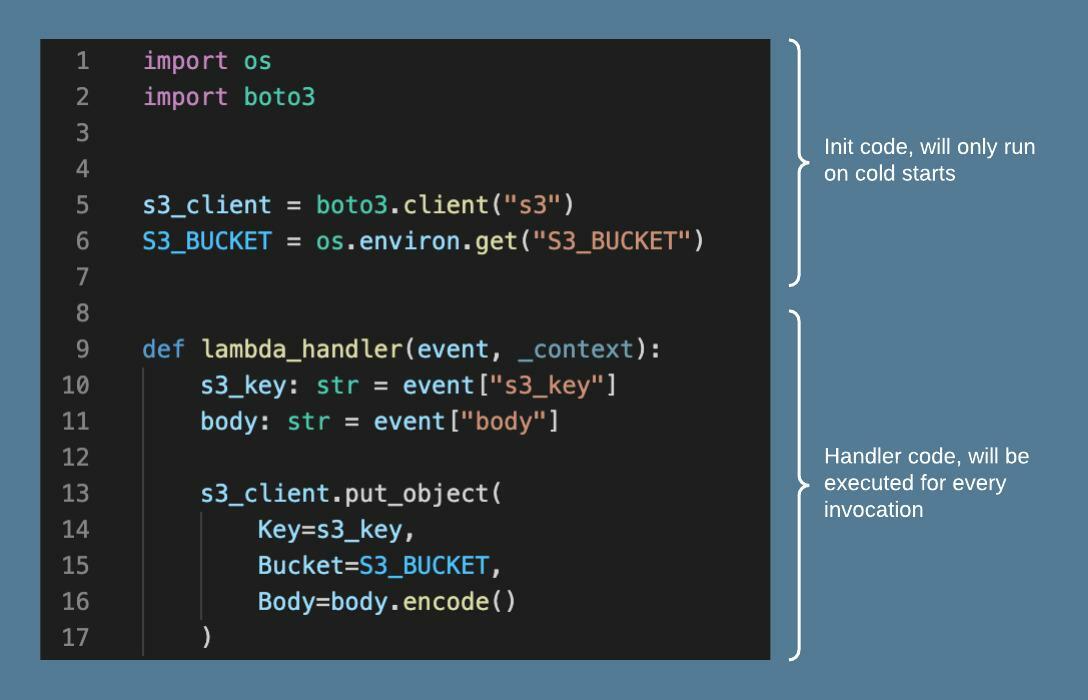 1 import os
2 import boto3
3
4
5 s3_client = boto3.client("s3")
6 S3_BUCKET = os.environ.get("S3_BUCKET")
7
8
9 def lambda_handler(event, _context):
10     s3_key: str = event["s3_key"]
11     body: str = event["body"]
12
13     s3_client.put_object(
14         Key=s3_key,
15         Bucket=S3_BUCKET,
16         Body=body.encode()
17     )
Init code, will only run
on cold starts
Handler code, will be
executed for every
invocation